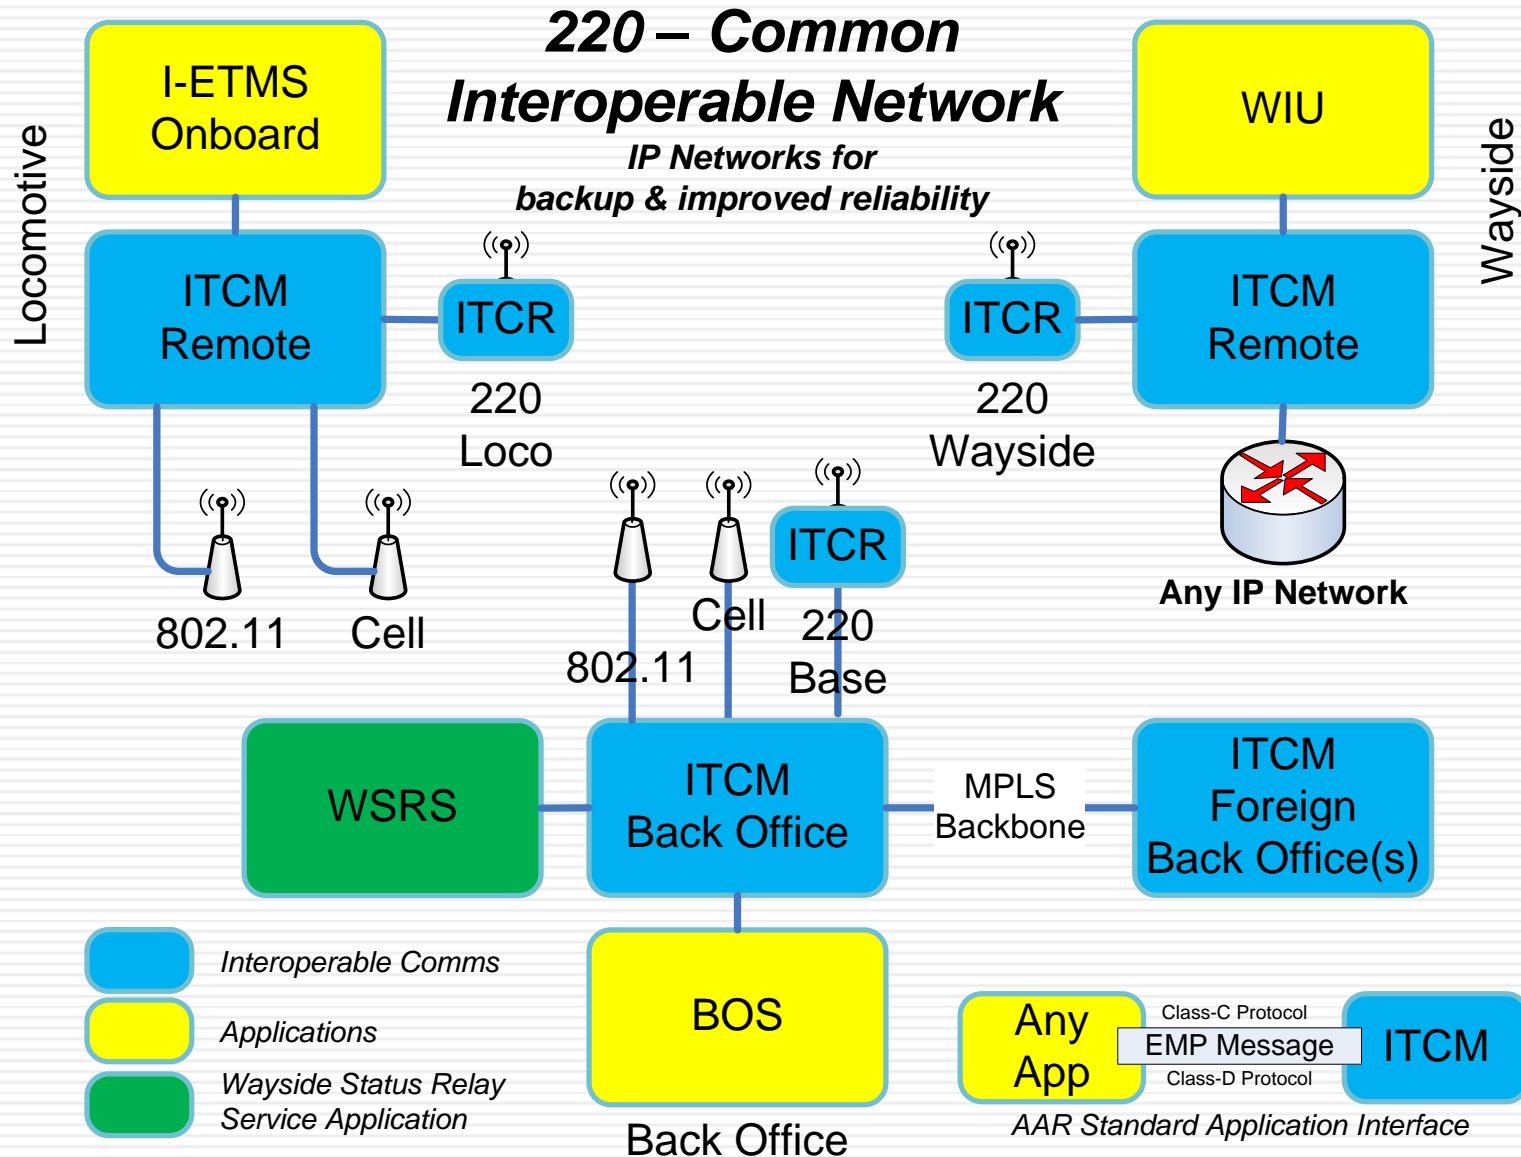 220 – Common
Interoperable Network
IP Networks for
backup & improved reliability
Locomotive
I-ETMS
Onboard
ITCM
Remote
ITCR
220
Loco
802.11
Cell
WIU
Wayside
ITCR
ITCM
Remote
220
Wayside
Any IP Network
802.11
Cell
ITCR
220
Base
WSRS
ITCM
Back Office
MPLS
Backbone
ITCM
Foreign
Back Office(s)
BOS
Back Office
Interoperable Comms
Applications
Wayside Status Relay
Service Application
Any
App
Class-C Protocol
EMP Message
Class-D Protocol
ITCM
AAR Standard Application Interface